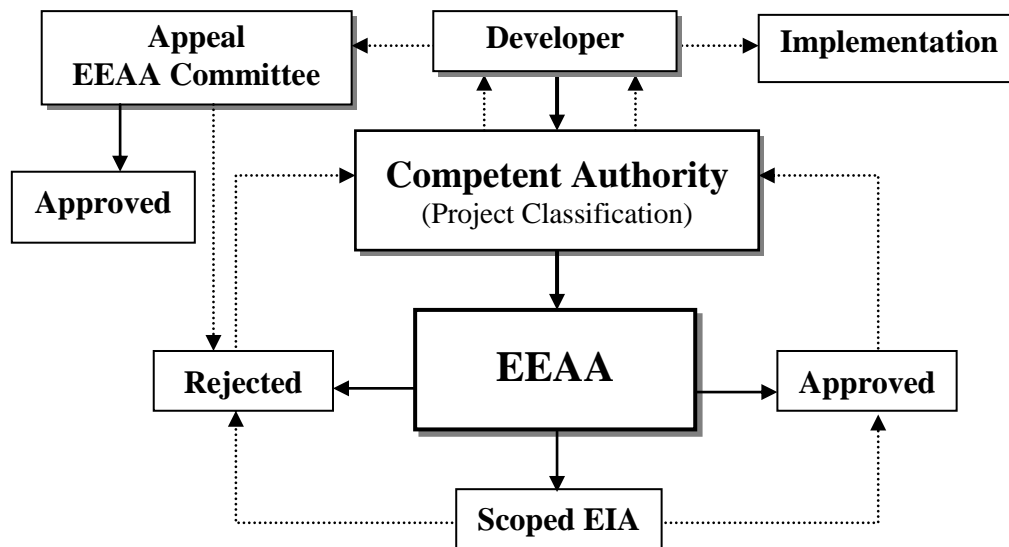 Appeal
EEAA Committee
Developer
Implementation
Approved
Competent Authority
(Project Classification)
EEAA
Rejected
Approved
Scoped EIA